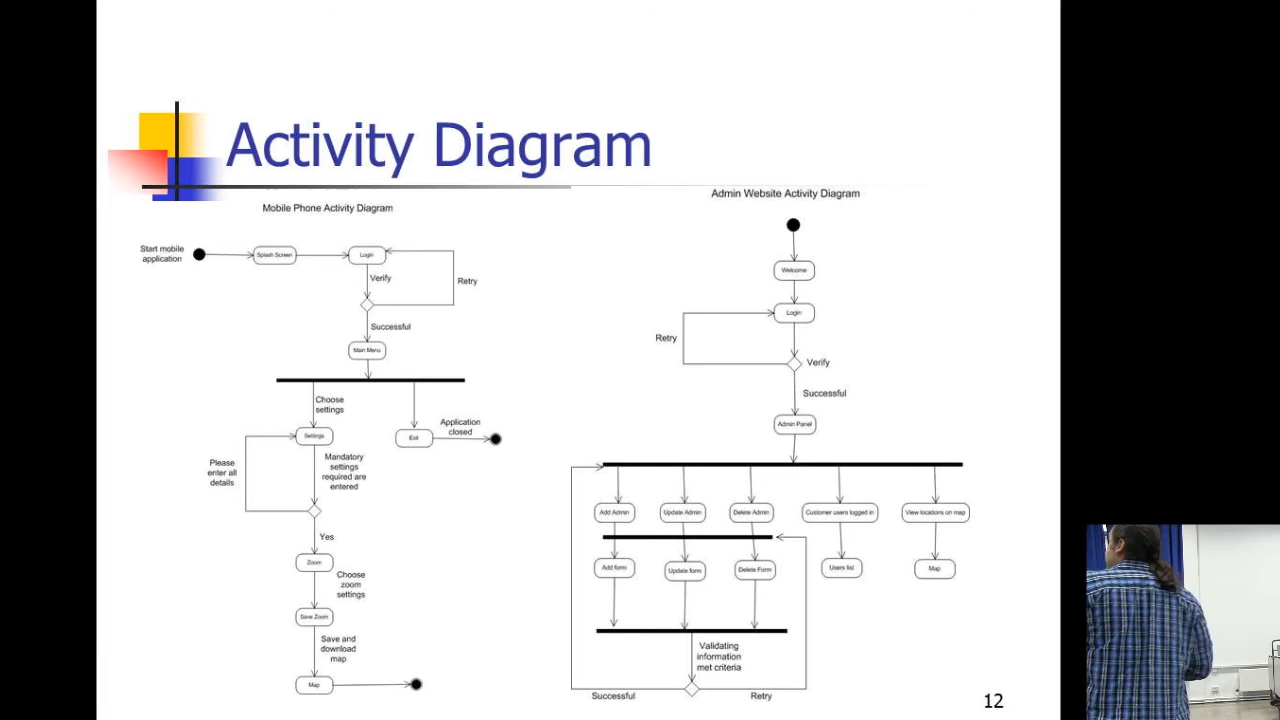 Activity Diagram
Mobile Phone Activity Diagram
Start mobile
application
Splash Screen
Login
Verify
Retry
Successful
Main Menu
Choose
settings
Settings
Exit
Application
closed
Please
enter all
details
Mandatory
settings
required are
entered
Yes
Zoom
Choose
zoom
settings
Save Zoom
Save and
download
map
Map
Admin Website Activity Diagram
Welcome
Login
Retry
Verify
Successful
Admin Panel
Add Admin
Update Admin
Delete Admin
Customer users logged in
View locations on map
Add form
Update form
Delete Form
Users list
Map
Validating
information
met criteria
Successful
Retry
12